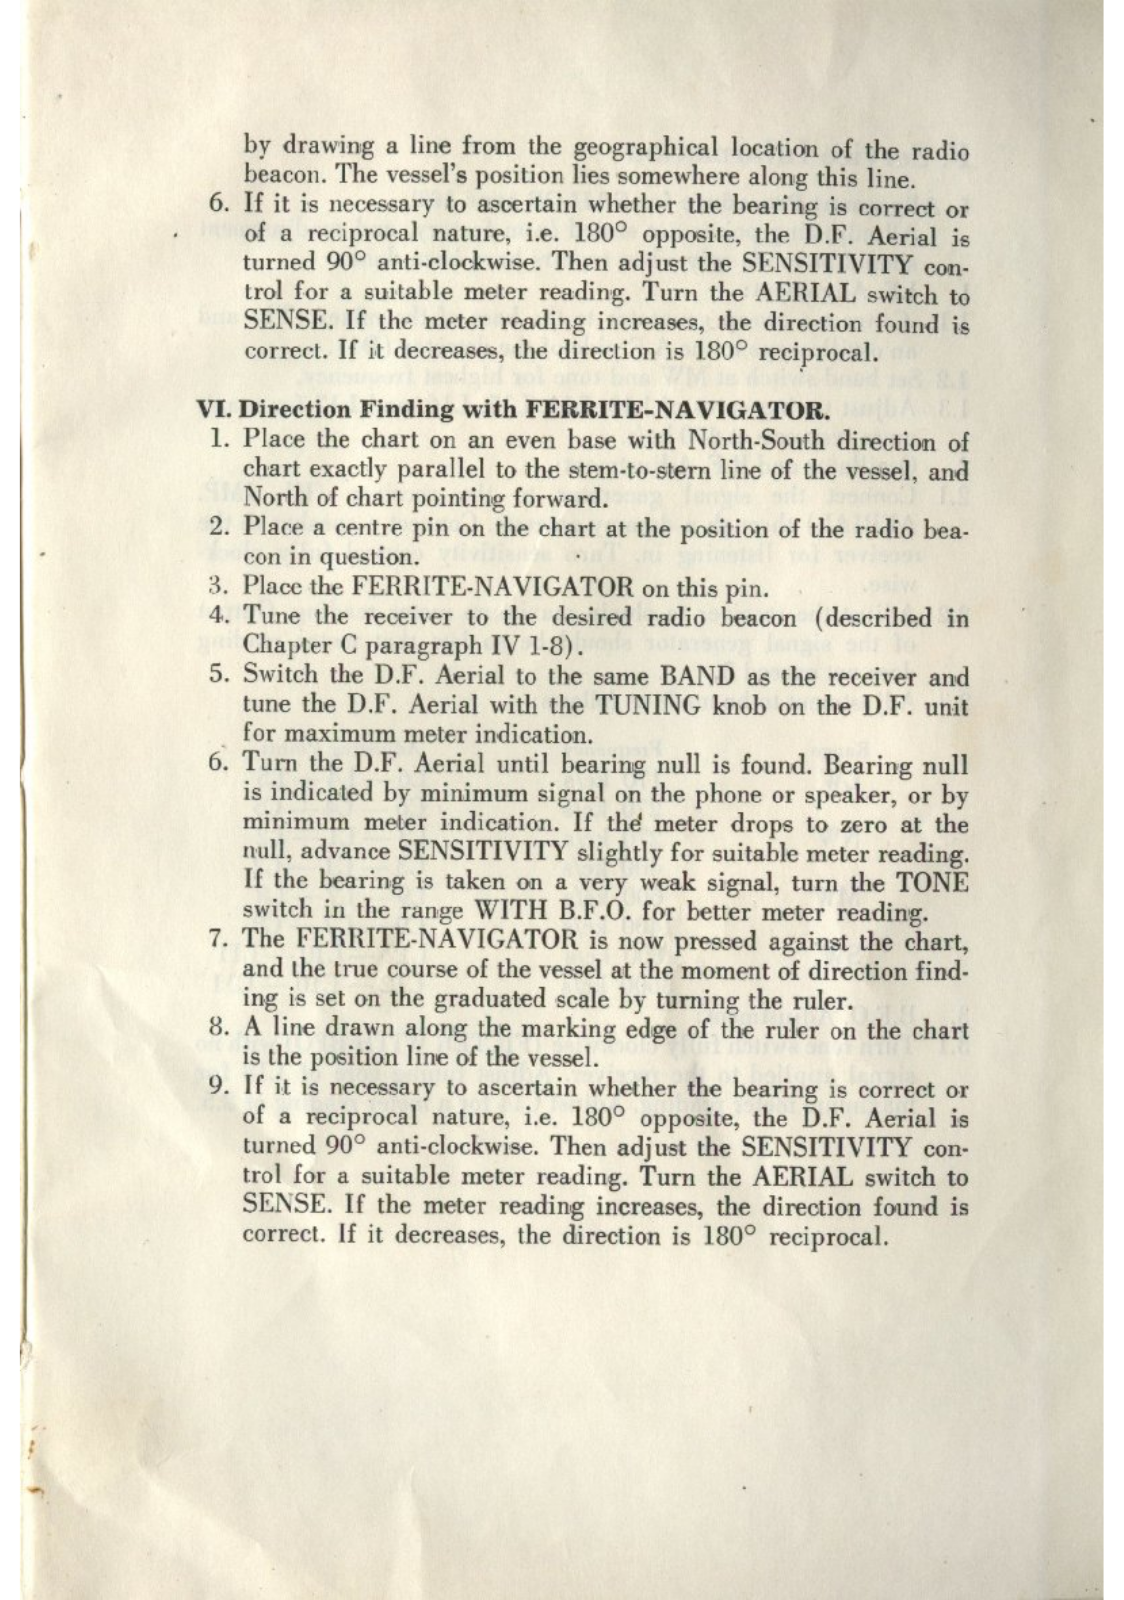 by drawing a line from the geographical location of the radio
beacon. The vessel's position lies somewhere along this line.
6. If it is necessary to ascertain whether the bearing is correct or
of a reciprocal nature, i.e. 180° opposite, the D.F. Aerial is
turned 90° anti-clockwise. Then adjust the SENSITIVITY con-
trol for a suitable meter reading. Turn the AERIAL switch to
SENSE. If the meter reading increases, the direction found is
correct. If it decreases, the direction is 180° reciprocal.
VI. Direction Finding with FERRITE-NAVIGATOR.
1. Place the chart on an even base with North-South direction of
chart exactly parallel to the stem-to-stern line of the vessel, and
North of chart pointing forward.
2. Place a centre pin on the chart at the position of the radio bea-
con in question.
3. Place the FERRITE-NAVIGATOR on this pin.
4. Tune the receiver to the desired radio beacon (described in
Chapter C paragraph IV 1-8).
5. Switch the D.F. Aerial to the same BAND as the receiver and
tune the D.F. Aerial with the TUNING knob on the D.F. unit
for maximum meter indication.
6. Turn the D.F. Aerial until bearing null is found. Bearing null
is indicated by minimum signal on the phone or speaker, or by
minimum meter indication. If the meter drops to zero at the
null, advance SENSITIVITY slightly for suitable meter reading.
If the bearing is taken on a very weak signal, turn the TONE
switch in the range WITH B.F.O. for better meter reading.
7. The FERRITE-NAVIGATOR is now pressed against the chart,
and the true course of the vessel at the moment of direction find-
ing is set on the graduated scale by turning the ruler.
8. A line drawn along the marking edge of the ruler on the chart
is the position line of the vessel.
9. If it is necessary to ascertain whether the bearing is correct or
of a reciprocal nature, i.e. 180° opposite, the D.F. Aerial is
turned 90° anti-clockwise. Then adjust the SENSITIVITY con-
trol for a suitable meter reading. Turn the AERIAL switch to
SENSE. If the meter reading increases, the direction found is
correct. If it decreases, the direction is 180° reciprocal.